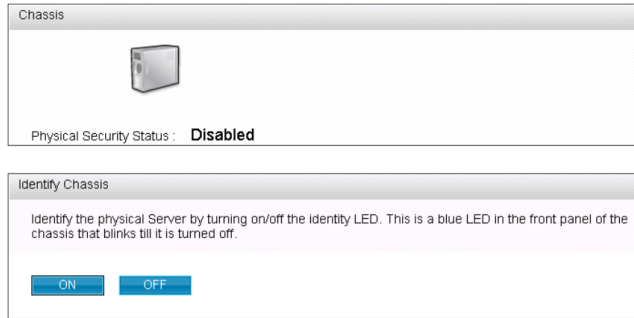 Chassis
Physical Security Status : Disabled
Identify Chassis
Identify the physical Server by turning on/off the identity LED. This is a blue LED in the front panel of the
chassis that blinks till it is turned off.
ON OFF